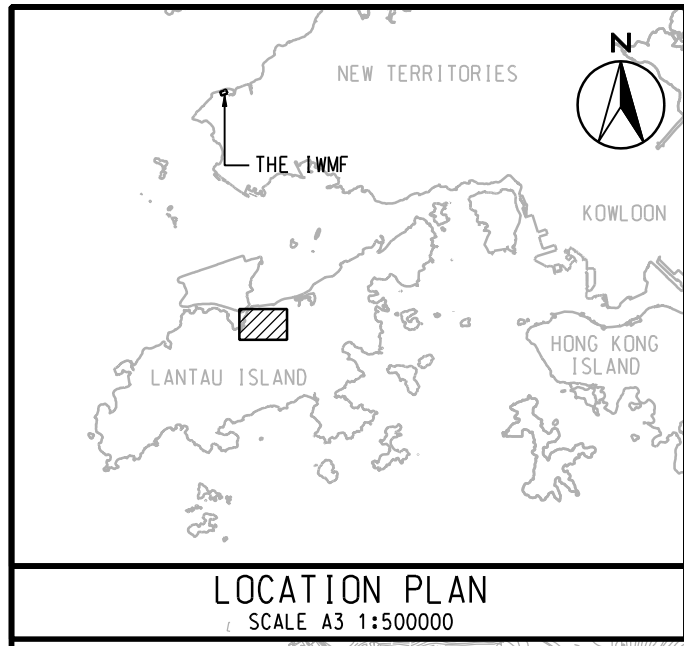 N
NEW TERRITORIES
THE IWMF
KOWLOON
HONG KONG
ISLAND
LANTAU ISLAND
LOCATION PLAN
SCALE A3 1:500000